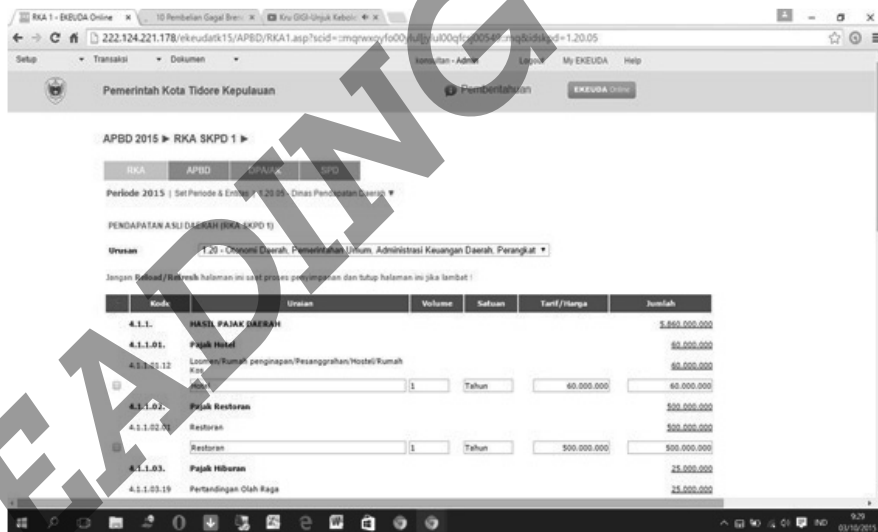 RKA 1 - EKEUDA Online
10 Pembelian Gagal
Kru GIGI-Unjuk Kebolc
222.124.221.178/
Setup Transaksi Dokumen konsultan - Admin Logout My EKEUDA Help
Pemerintah Kota Tidore Kepulauan Pemberitahuan EKEUDA Online
APBD 2015 ► RKA SKPD 1 ►
RKA APBD DPA/AK SPD
Periode 2015 | Set Periode & Entitas | 1.20.05 - Dinas Pendapatan Daerah ▼
PENDAPATAN ASLI DAERAH (RKA SKPD 1)
Urusan 1.20 - Otonomi Daerah, Pemerintahan Umum, Administrasi Keuangan Daerah, Perangkat ▼
Jangan Reload/Refresh halaman ini saat proses penyimpanan dan tutup halaman ini jika lambat !
Kode Uraian Volume Satuan Tarif/Harga Jumlah
4.1.1. HASIL PAJAK DAERAH 5.860.000.000
4.1.1.01. Pajak Hotel 60.000.000
4.1.1.01.12 Losmen/Rumah penginapan/Pesanggrahan/Hostel/Rumah Kos 60.000.000
Hotel 1 Tahun 60.000.000 60.000.000
4.1.1.02. Pajak Restoran 500.000.000
4.1.1.02.01 Restoran 500.000.000
Restoran 1 Tahun 500.000.000 500.000.000
4.1.1.03. Pajak Hiburan 25.000.000
4.1.1.03.19 Pertandingan Olah Raga 25.000.000
IND 9:29
03/10/2015
EADING